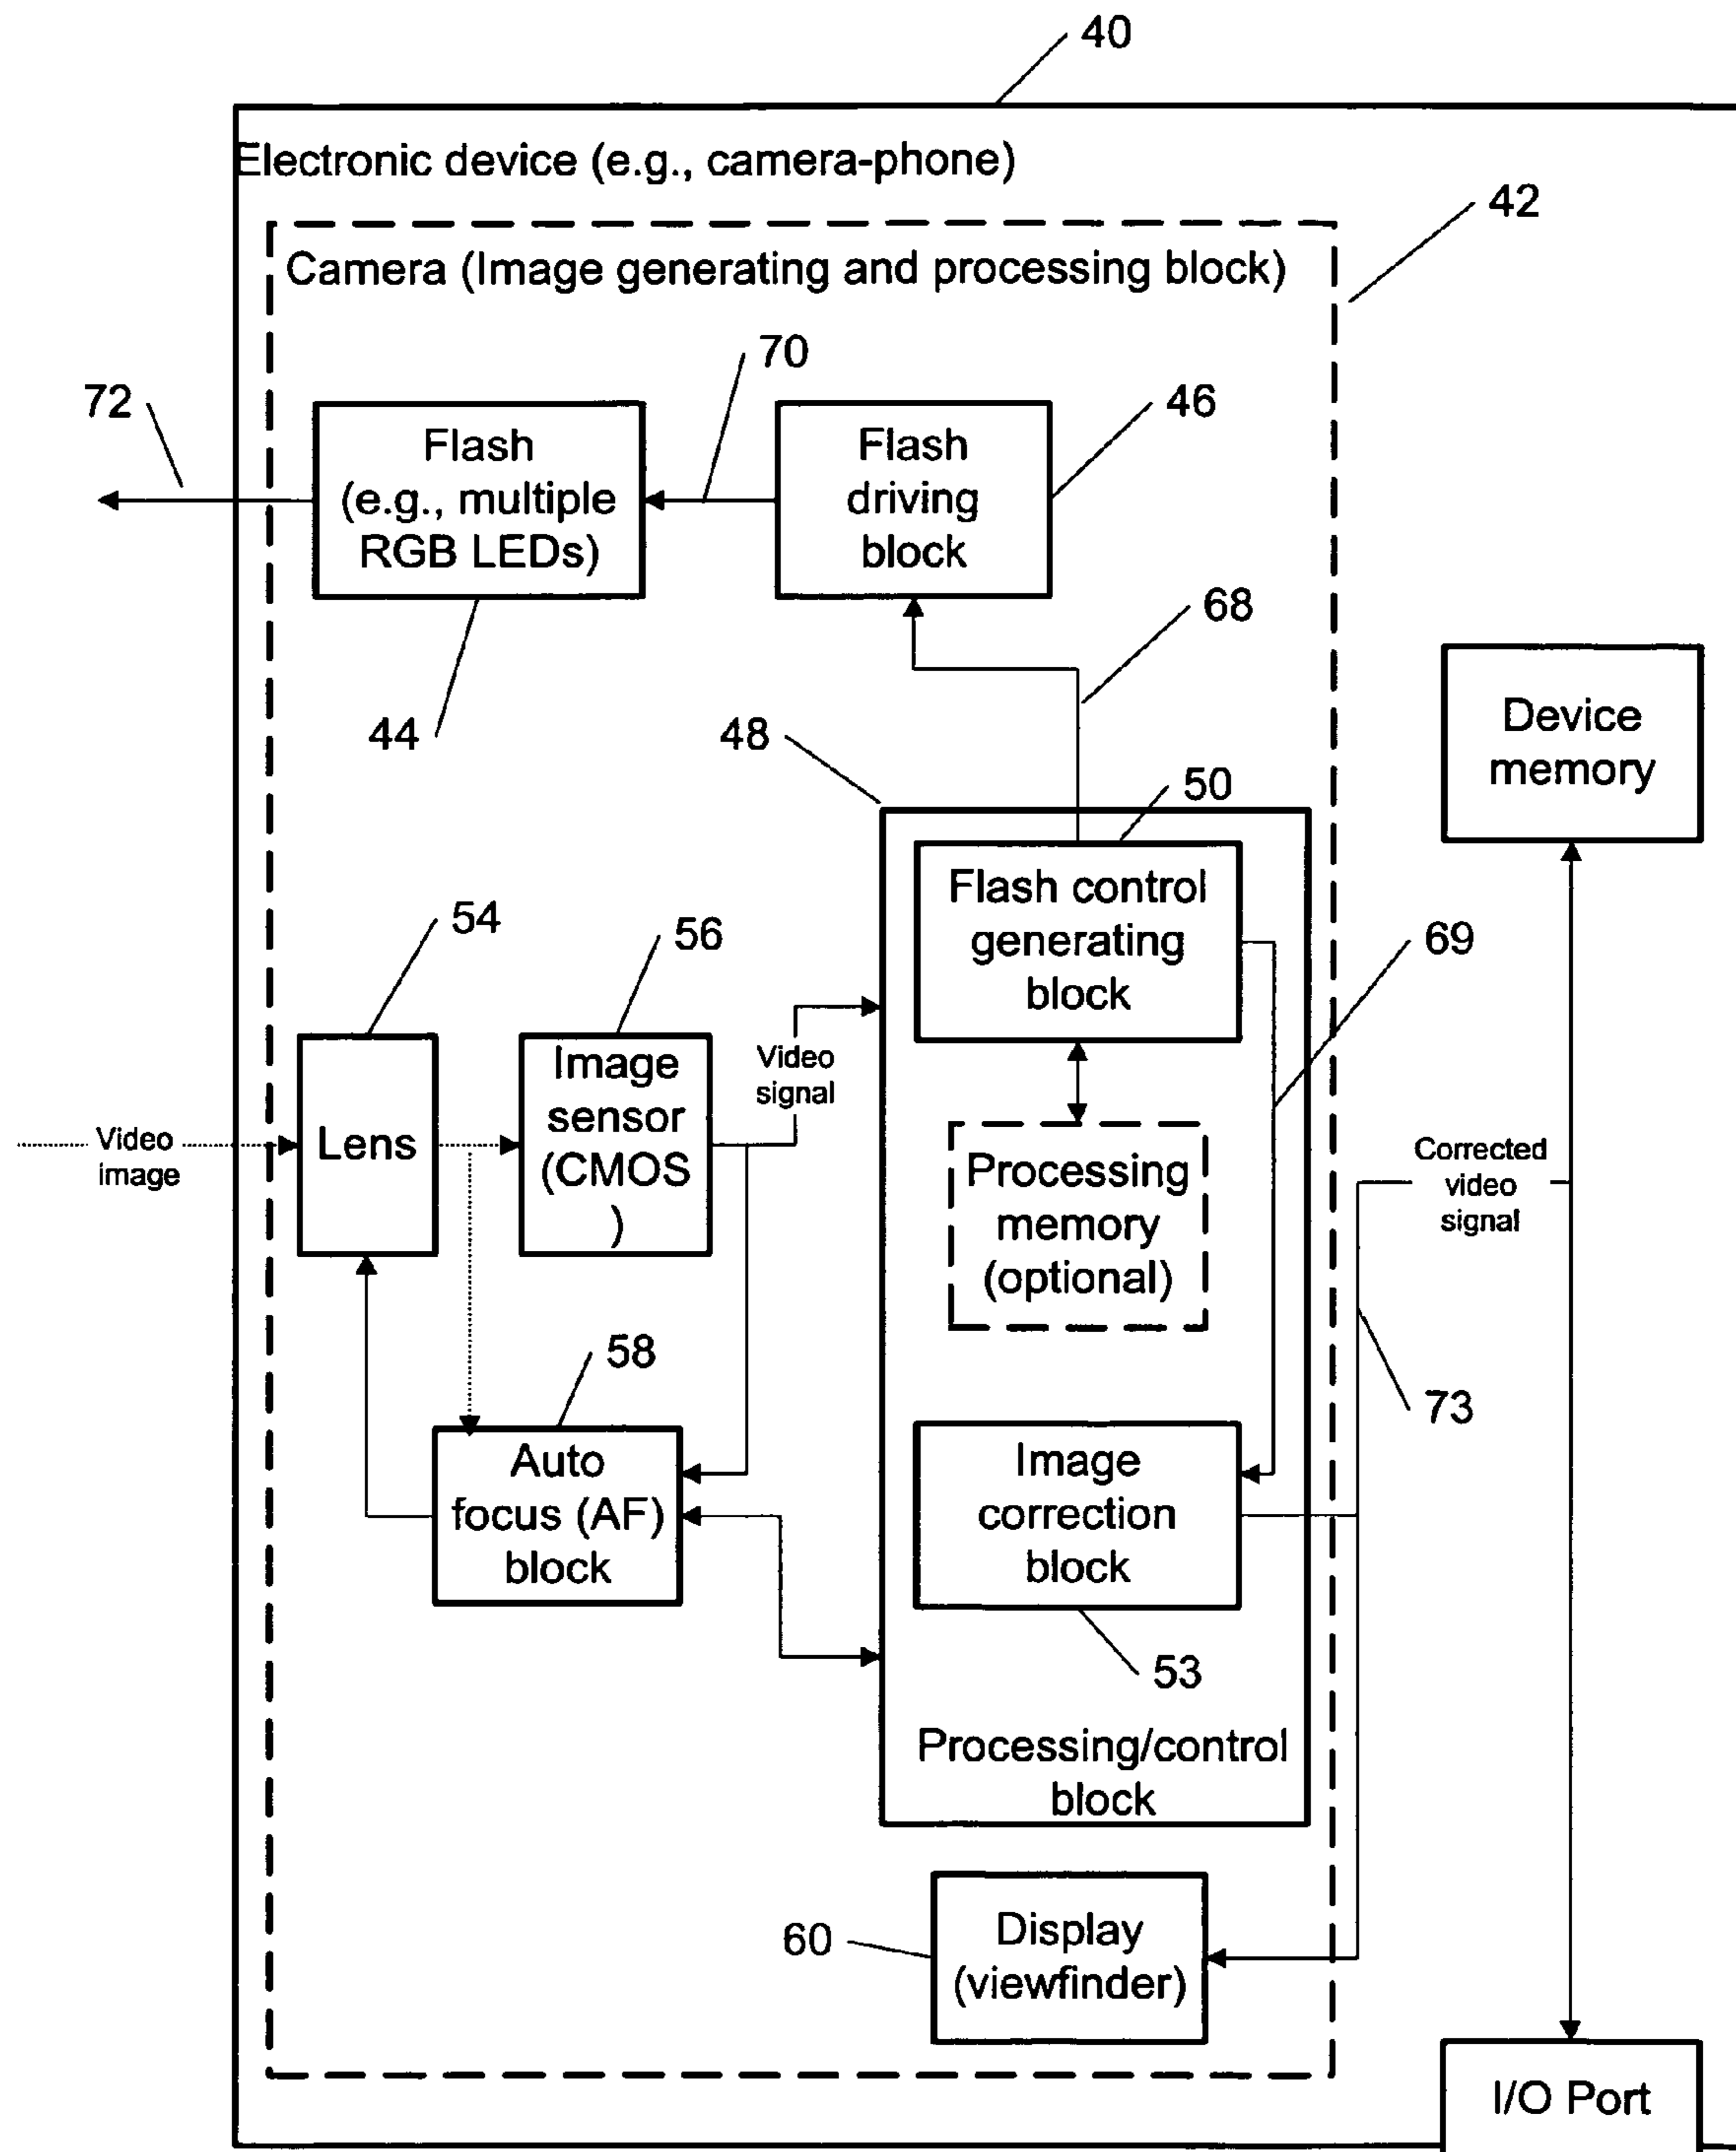 40
Electronic device (e.g., camera-phone)
42
Camera (Image generating and processing block)
70
72
46
Flash
(e.g., multiple
RGB LEDs)
Flash
driving
block
68
44
48
50
Device
memory
Flash control
generating
block
54
56
69
Video
image
Lens
Image
sensor
(CMOS
)
Video
signal
Processing
memory
(optional)
Corrected
video
signal
58
73
Auto
focus (AF)
block
Image
correction
block
53
Processing/control
block
60
Display
(viewfinder)
I/O Port